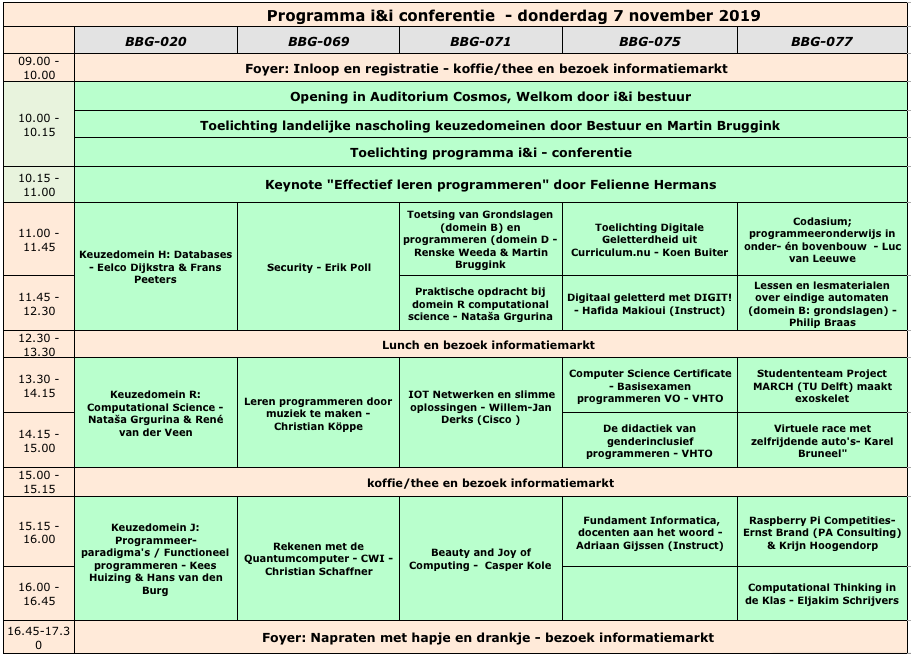 Programma i&i conferentie - donderdag 7 november 2019
BBG-020 BBG-069 BBG-071 BBG-075 BBG-077
09.00 -
10.00
Foyer: Inloop en registratie - koffie/thee en bezoek informatiemarkt
10.00 -
10.15
Opening in Auditorium Cosmos, Welkom door i&i bestuur
Toelichting landelijke nascholing keuzedomeinen door Bestuur en Martin Bruggink
Toelichting programma i&i - conferentie
10.15 -
11.00
Keynote "Effectief leren programmeren" door Felienne Hermans
11.00 -
11.45
Keuzedomein H: Databases
- Eelco Dijkstra & Frans
Peeters
Security - Erik Poll
Toetsing van Grondslagen
(domein B) en
programmeren (domein D -
Renske Weeda & Martin
Bruggink
Toelichting Digitale
Geletterdheid uit
Curriculum.nu - Koen Buiter
Codasium;
programmeeronderwijs in
onder- én bovenbouw - Luc
van Leeuwe
11.45 -
12.30
Praktische opdracht bij
domein R computational
science - Nataša Grgurina
Digitaal geletterd met DIGIT!
- Hafida Makioui (Instruct)
Lessen en lesmaterialen
over eindige automaten
(domein B: grondslagen) -
Philip Braas
12.30 -
13.30
Lunch en bezoek informatiemarkt
13.30 -
14.15
Keuzedomein R:
Computational Science -
Nataša Grgurina & René
van der Veen
Leren programmeren door
muziek te maken -
Christian Köppe
IOT Netwerken en slimme
oplossingen - Willem-Jan
Derks (Cisco )
Computer Science Certificate
- Basisexamen
programmeren VO - VHTO
Studententeam Project
MARCH (TU Delft) maakt
exoskelet
14.15 -
15.00
De didactiek van
genderinclusief
programmeren - VHTO
Virtuele race met
zelfrijdende auto's- Karel
Bruneel"
15.00 -
15.15
koffie/thee en bezoek informatiemarkt
15.15 -
16.00
Keuzedomein J:
Programmeer-
paradigma's / Functioneel
programmeren - Kees
Huizing & Hans van den
Burg
Rekenen met de
Quantumcomputer - CWI -
Christian Schaffner
Beauty and Joy of
Computing - Casper Kole
Fundament Informatica,
docenten aan het woord -
Adriaan Gijssen (Instruct)
Raspberry Pi Competities-
Ernst Brand (PA Consulting)
& Krijn Hoogendorp
16.00 -
16.45
Computational Thinking in
de Klas - Eljakim Schrijvers
16.45-17.3
0
Foyer: Napraten met hapje en drankje - bezoek informatiemarkt